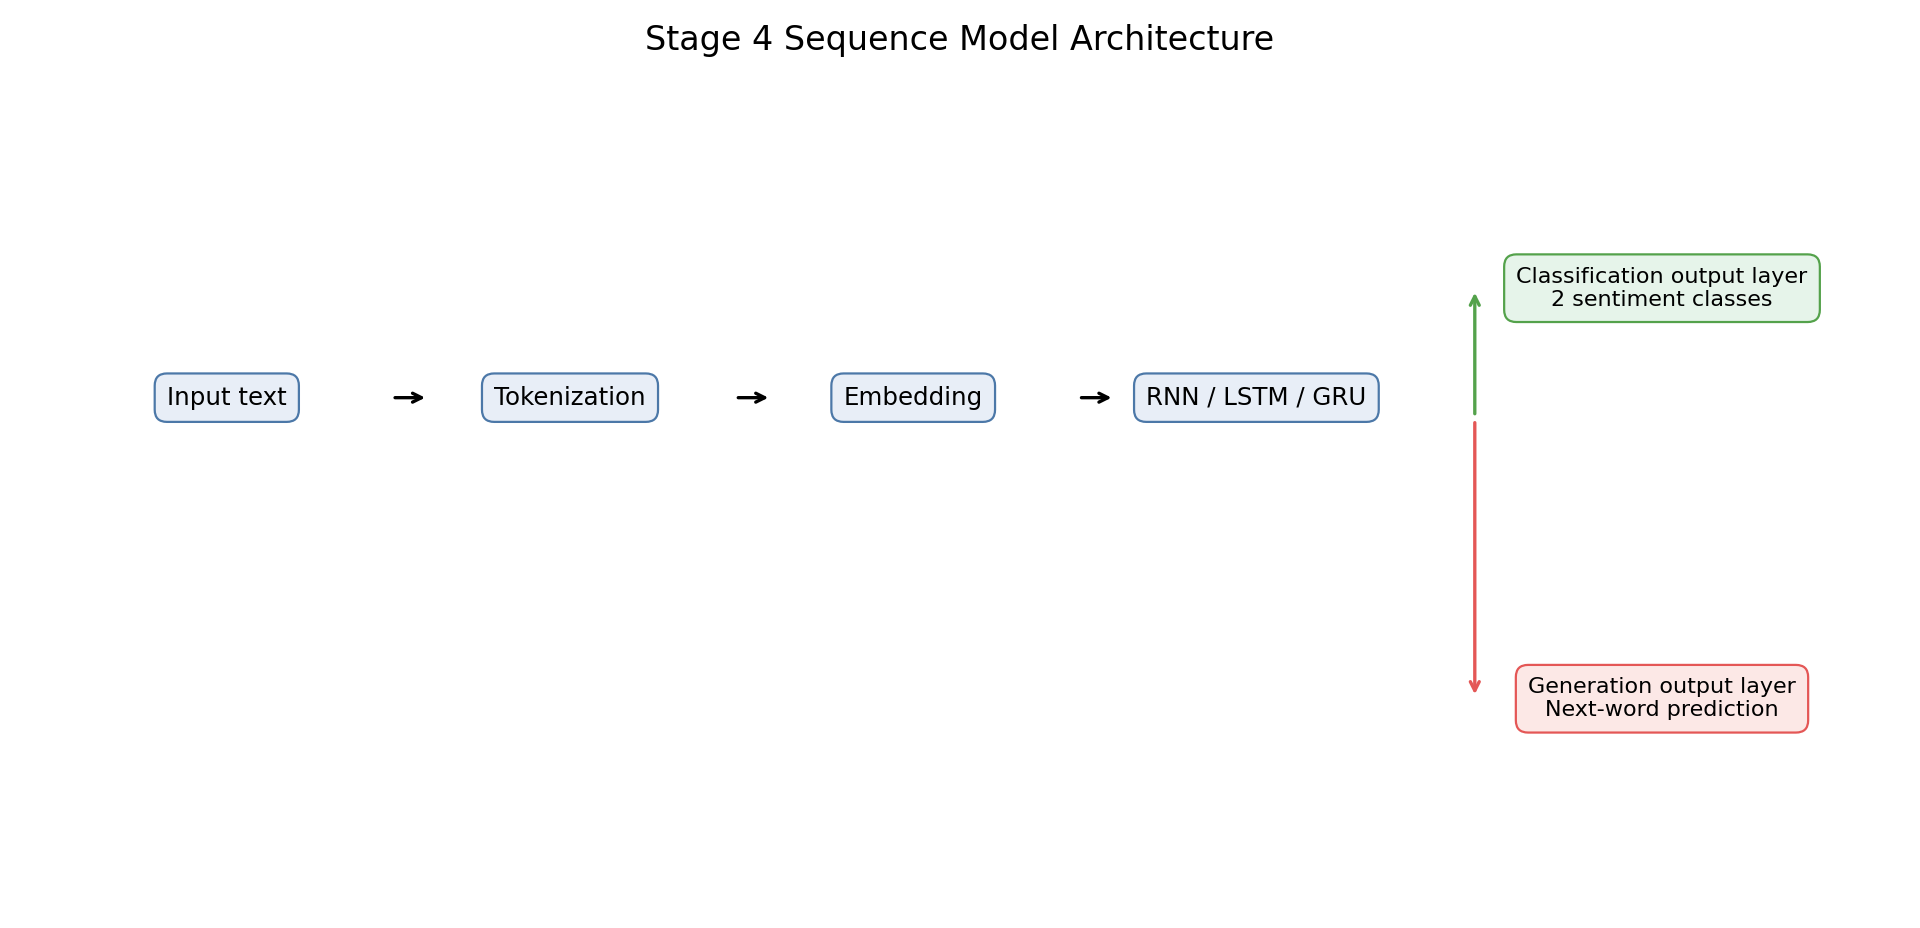 Stage 4 Sequence Model Architecture
Input text
Tokenization
Embedding
RNN / LSTM / GRU
Classification output layer
2 sentiment classes
Generation output layer
Next-word prediction